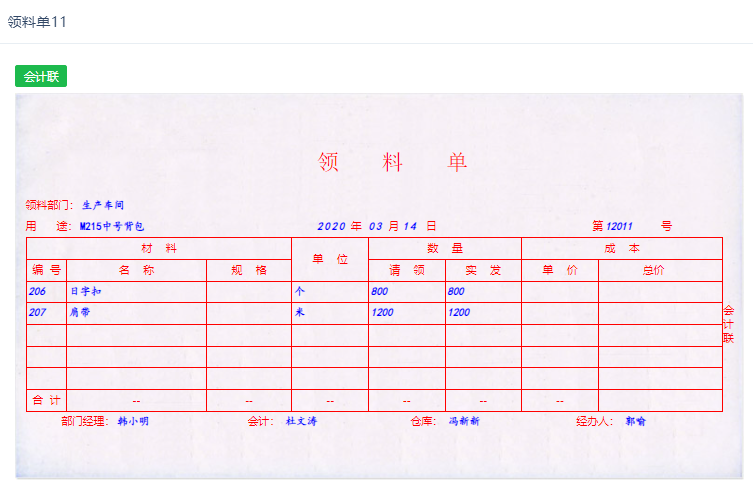 领料单11
会计联
领 料 单
领料部门: 生产车间
用 途: M215中号背包 2020 年 03 月 14 日 第 12011 号
材 料 单 位 数 量 成 本
编 号 名 称 规 格 请 领 实 发 单 价 总价
206 日字扣 个 800 800
207 肩带 米 1200 1200
会计联
合 计 -- -- -- -- -- --
部门经理: 韩小明 会计: 杜文涛 仓库: 冯新新 经办人: 郭喻